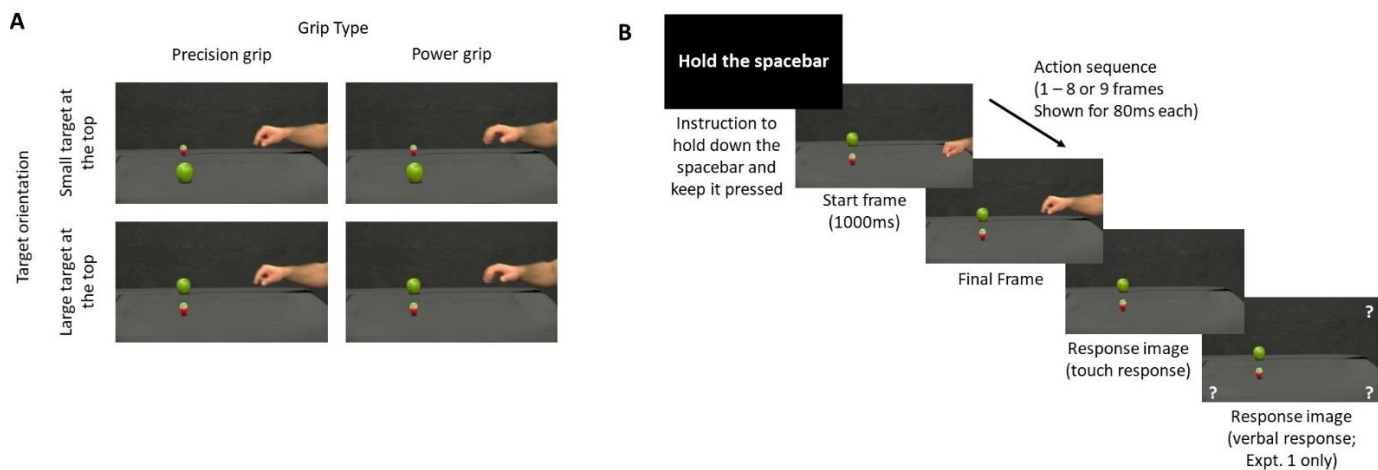 A
Grip Type
Precision grip
Power grip
Target orientation
Small target at
the top
Large target at
the top
B
Hold the spacebar
Instruction to
hold down the
spacebar and
keep it pressed
Start frame
(1000ms)
Action sequence
(1 – 8 or 9 frames
Shown for 80ms each)
Final Frame
Response image
(touch response)
?
?
?
Response image
(verbal response;
Expt. 1 only)